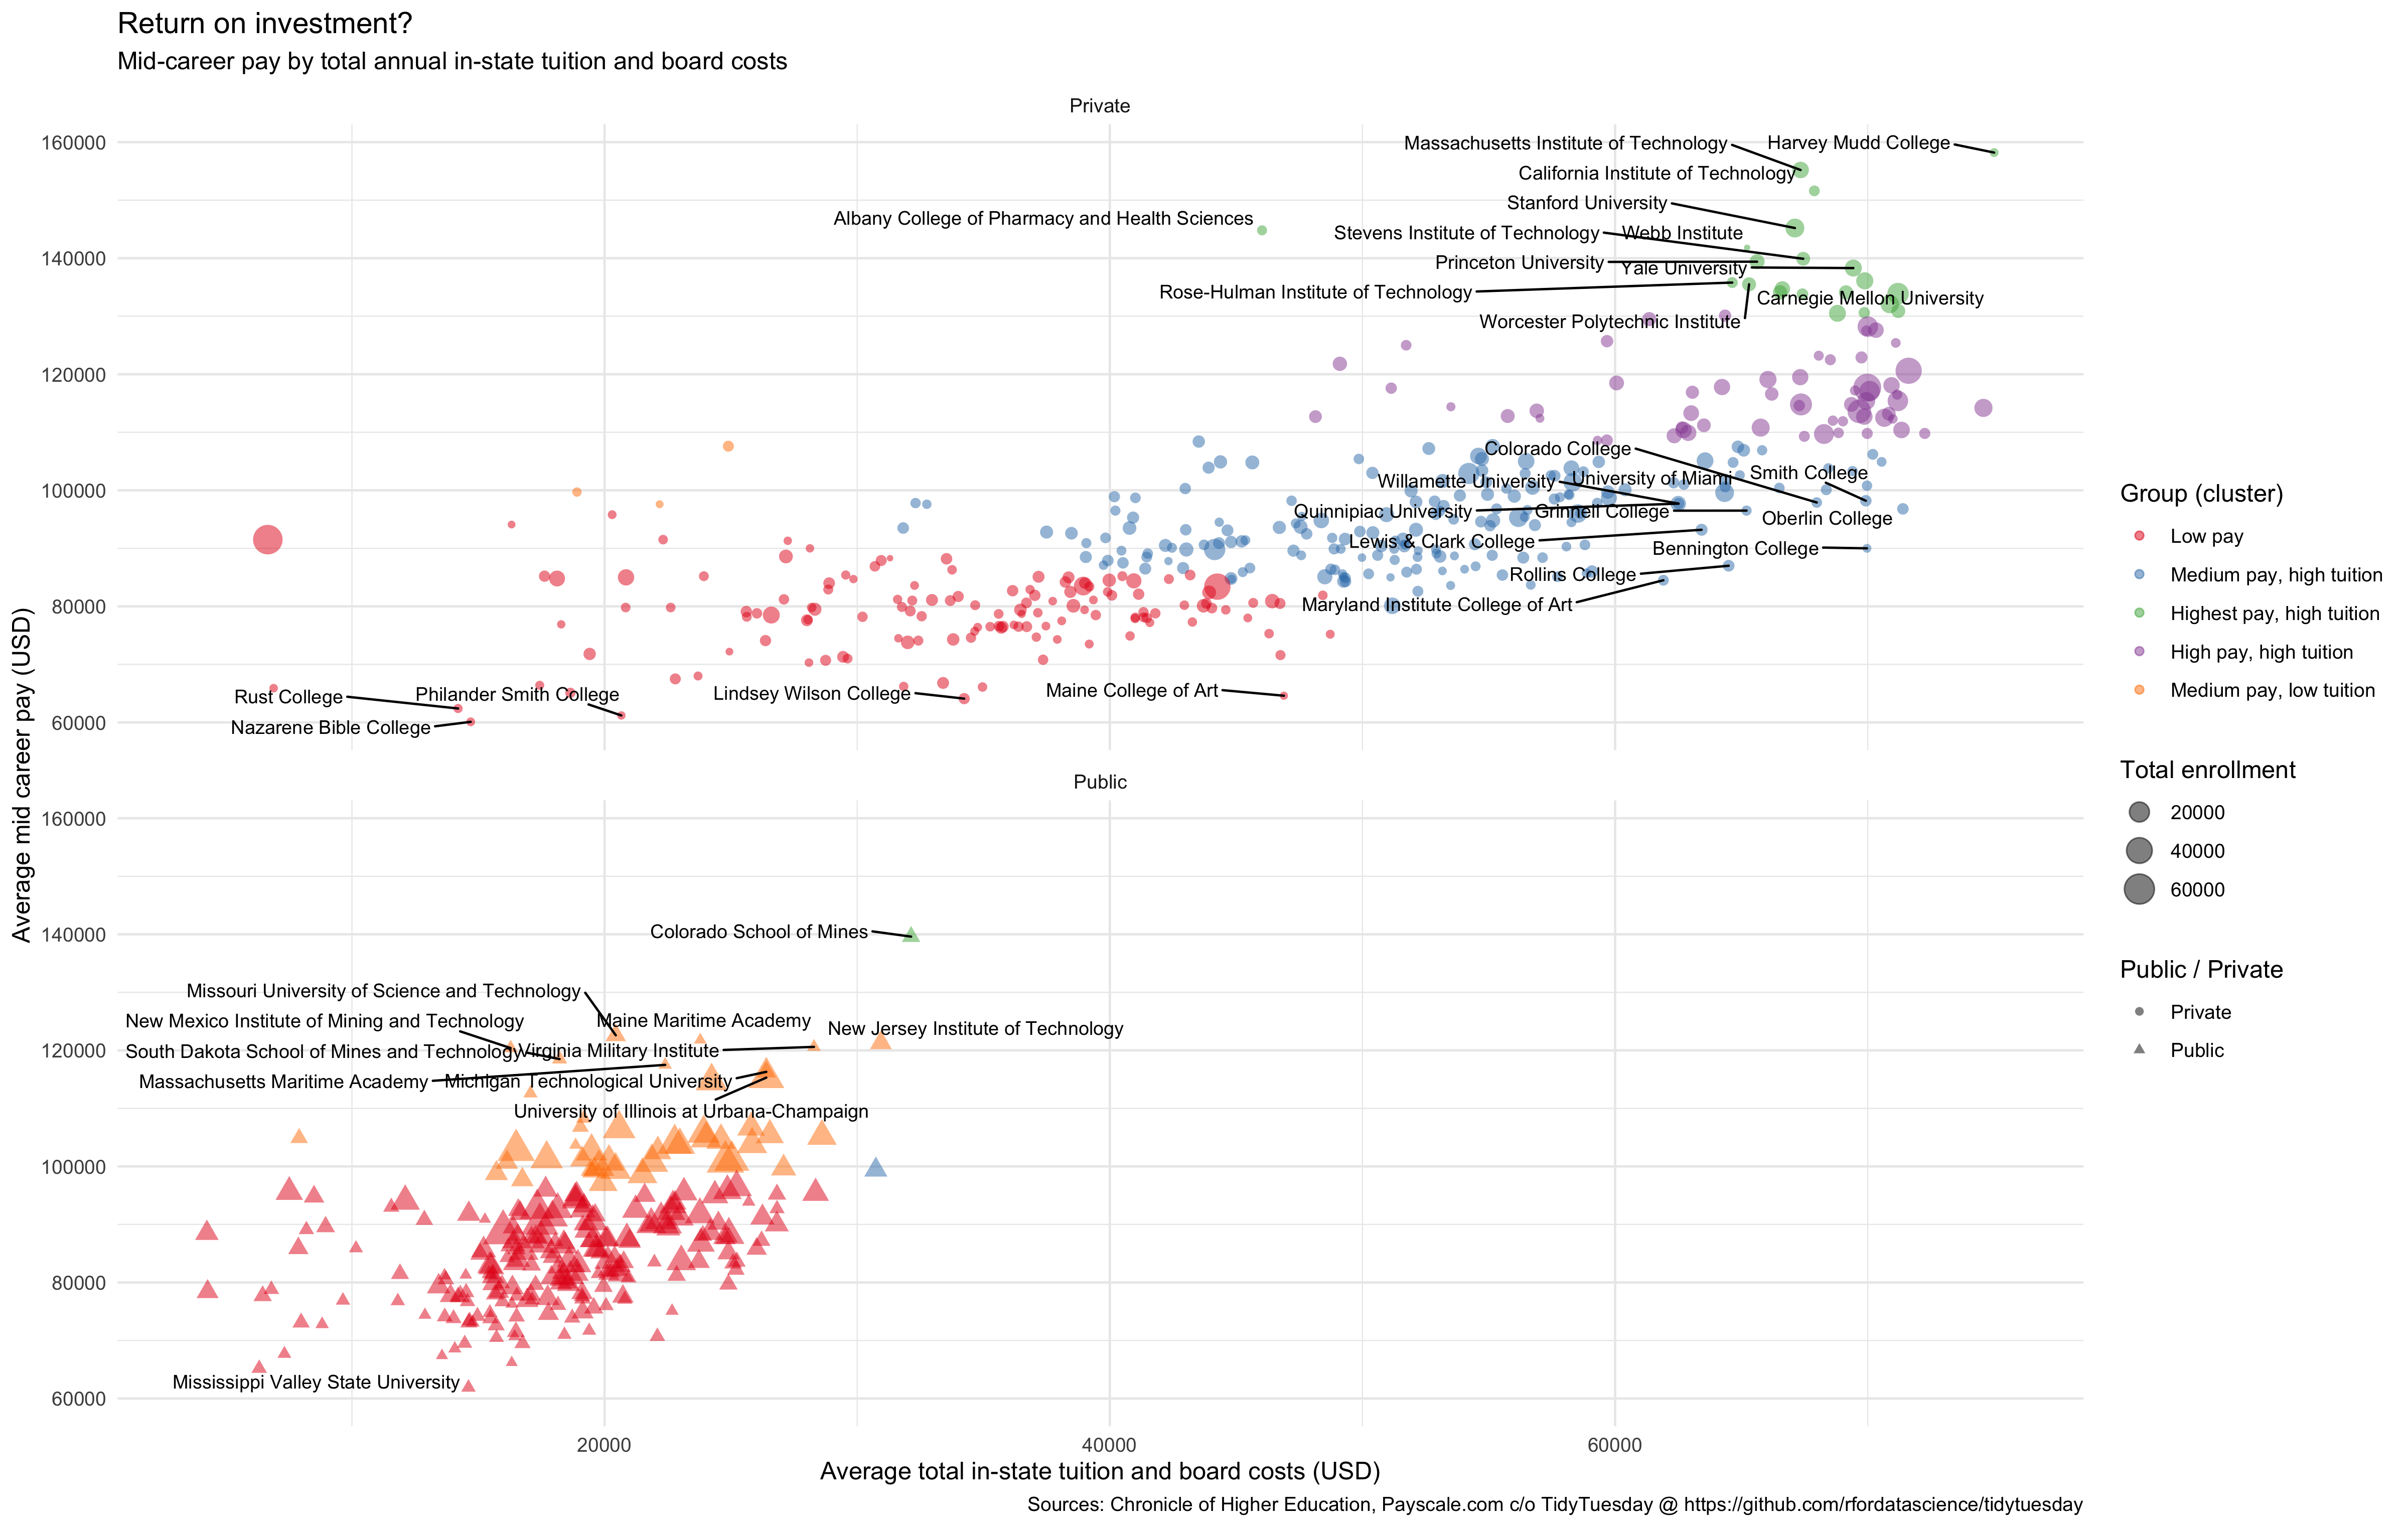 Return on investment?
Mid-career pay by total annual in-state tuition and board costs
Private
160000
140000
120000
100000
80000
60000
Massachusetts Institute of Technology
Harvey Mudd College
California Institute of Technology
Stanford University
Albany College of Pharmacy and Health Sciences
Stevens Institute of Technology
Webb Institute
Princeton University
Yale University
Rose-Hulman Institute of Technology
Carnegie Mellon University
Worcester Polytechnic Institute
Colorado College
Smith College
Willamette University
University of Miami
Quinnipiac University
Grinnell College
Oberlin College
Lewis & Clark College
Bennington College
Rollins College
Maryland Institute College of Art
Rust College
Philander Smith College
Lindsey Wilson College
Maine College of Art
Nazarene Bible College
Public
160000
140000
120000
100000
80000
60000
Colorado School of Mines
Missouri University of Science and Technology
New Mexico Institute of Mining and Technology
Maine Maritime Academy
New Jersey Institute of Technology
South Dakota School of Mines and Technology
Virginia Military Institute
Massachusetts Maritime Academy
Michigan Technological University
University of Illinois at Urbana-Champaign
Mississippi Valley State University
20000
40000
60000
Average total in-state tuition and board costs (USD)
Average mid career pay (USD)
Group (cluster)
Low pay
Medium pay, high tuition
Highest pay, high tuition
High pay, high tuition
Medium pay, low tuition
Total enrollment
20000
40000
60000
Public / Private
Private
Public
Sources: Chronicle of Higher Education, Payscale.com c/o TidyTuesday @ https://github.com/rfordatascience/tidytuesday